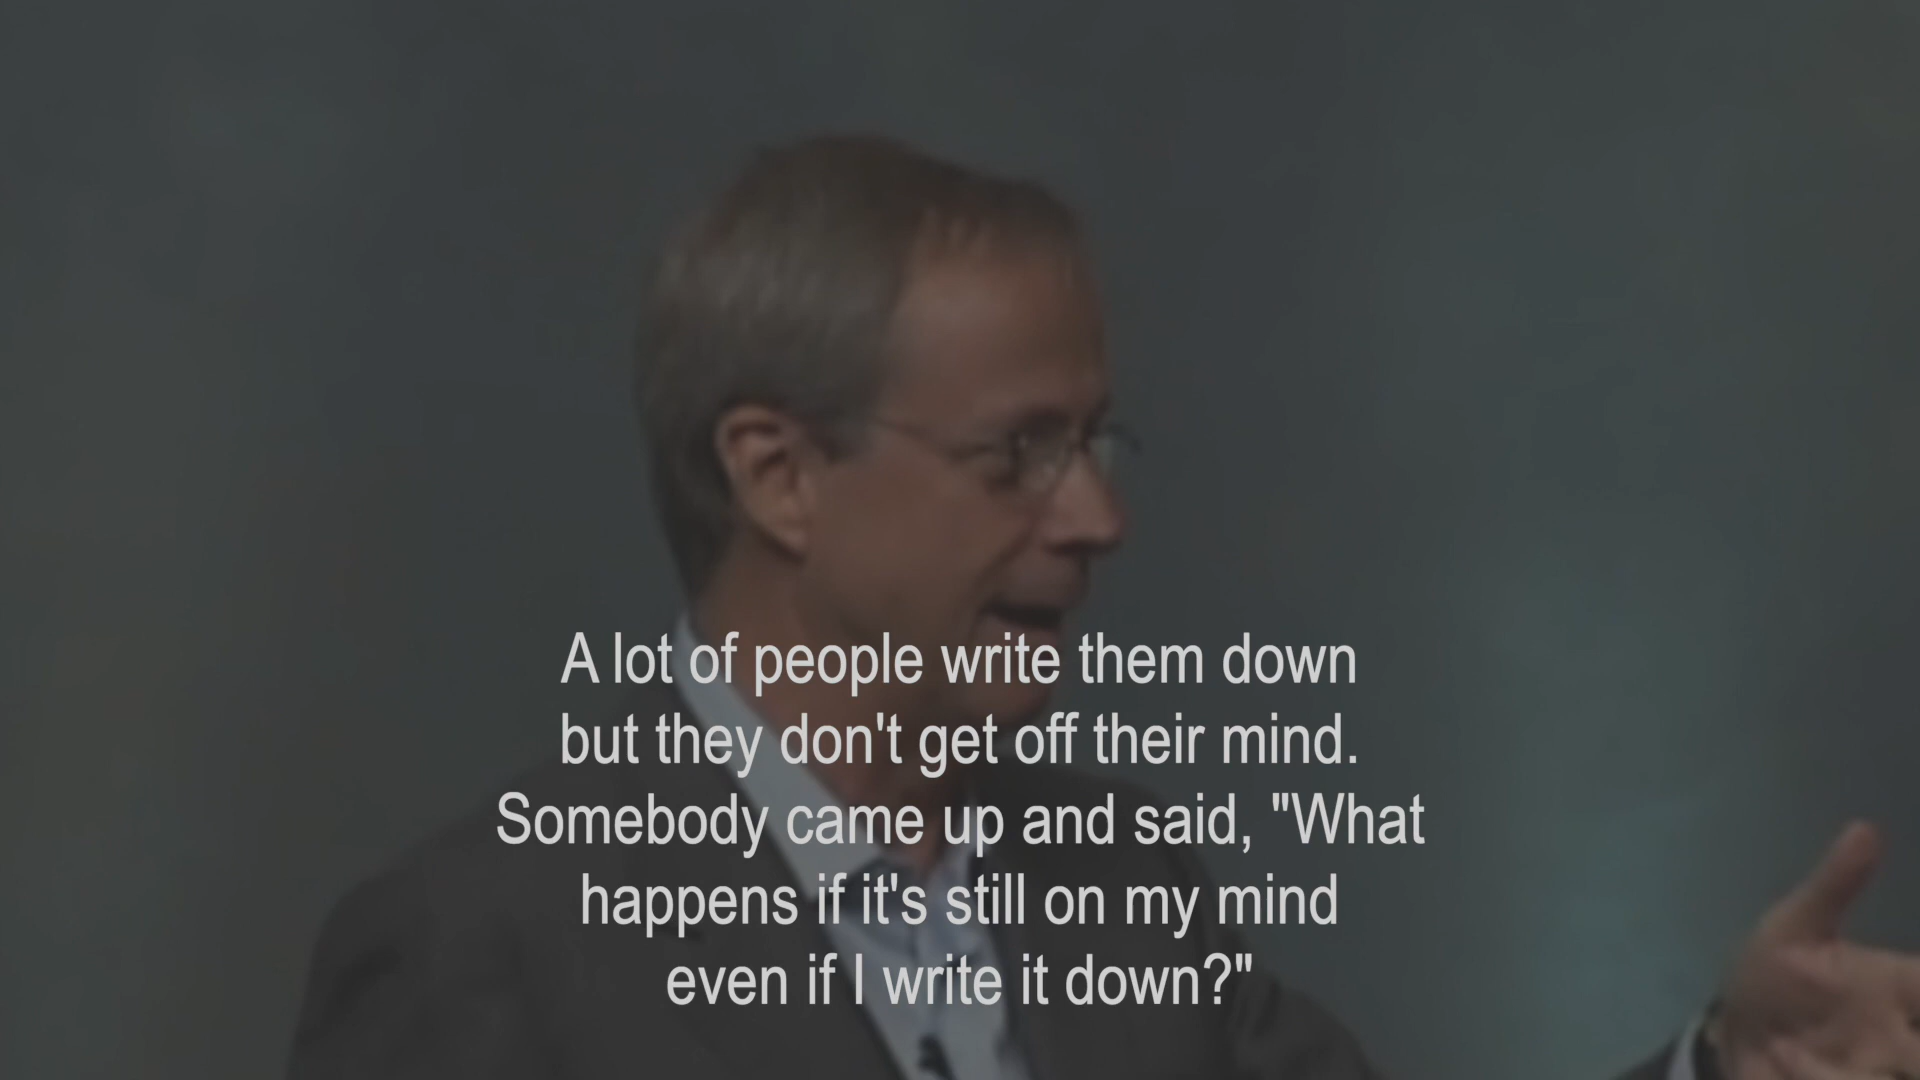 A lot of people write them down
but they don't get off their mind.
Somebody came up and said, "What
happens if it's still on my mind
even if I write it down?"